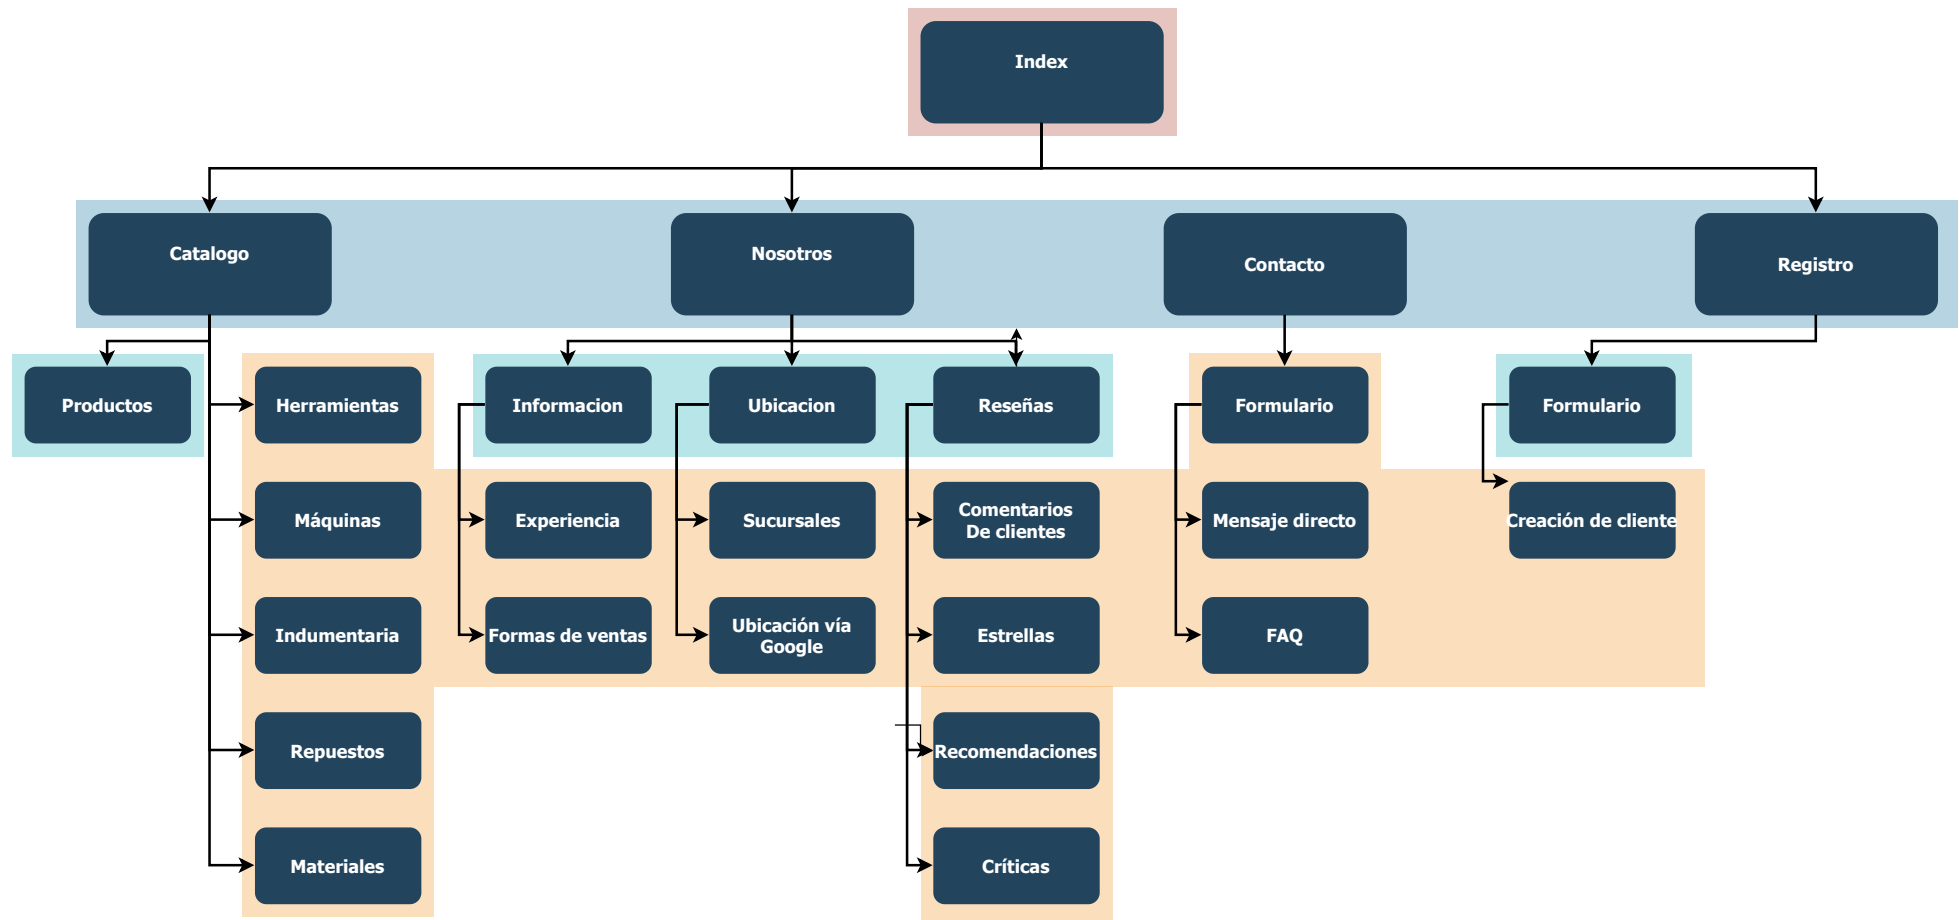 Index
Catalogo
Nosotros
Contacto
Registro
Productos
Herramientas
Informacion
Ubicacion
Reseñas
Formulario
Formulario
Máquinas
Experiencia
Sucursales
Comentarios
De clientes
Mensaje directo
Creación de cliente
Indumentaria
Formas de ventas
Ubicación vía
Google
Estrellas
FAQ
Repuestos
Recomendaciones
Materiales
Críticas